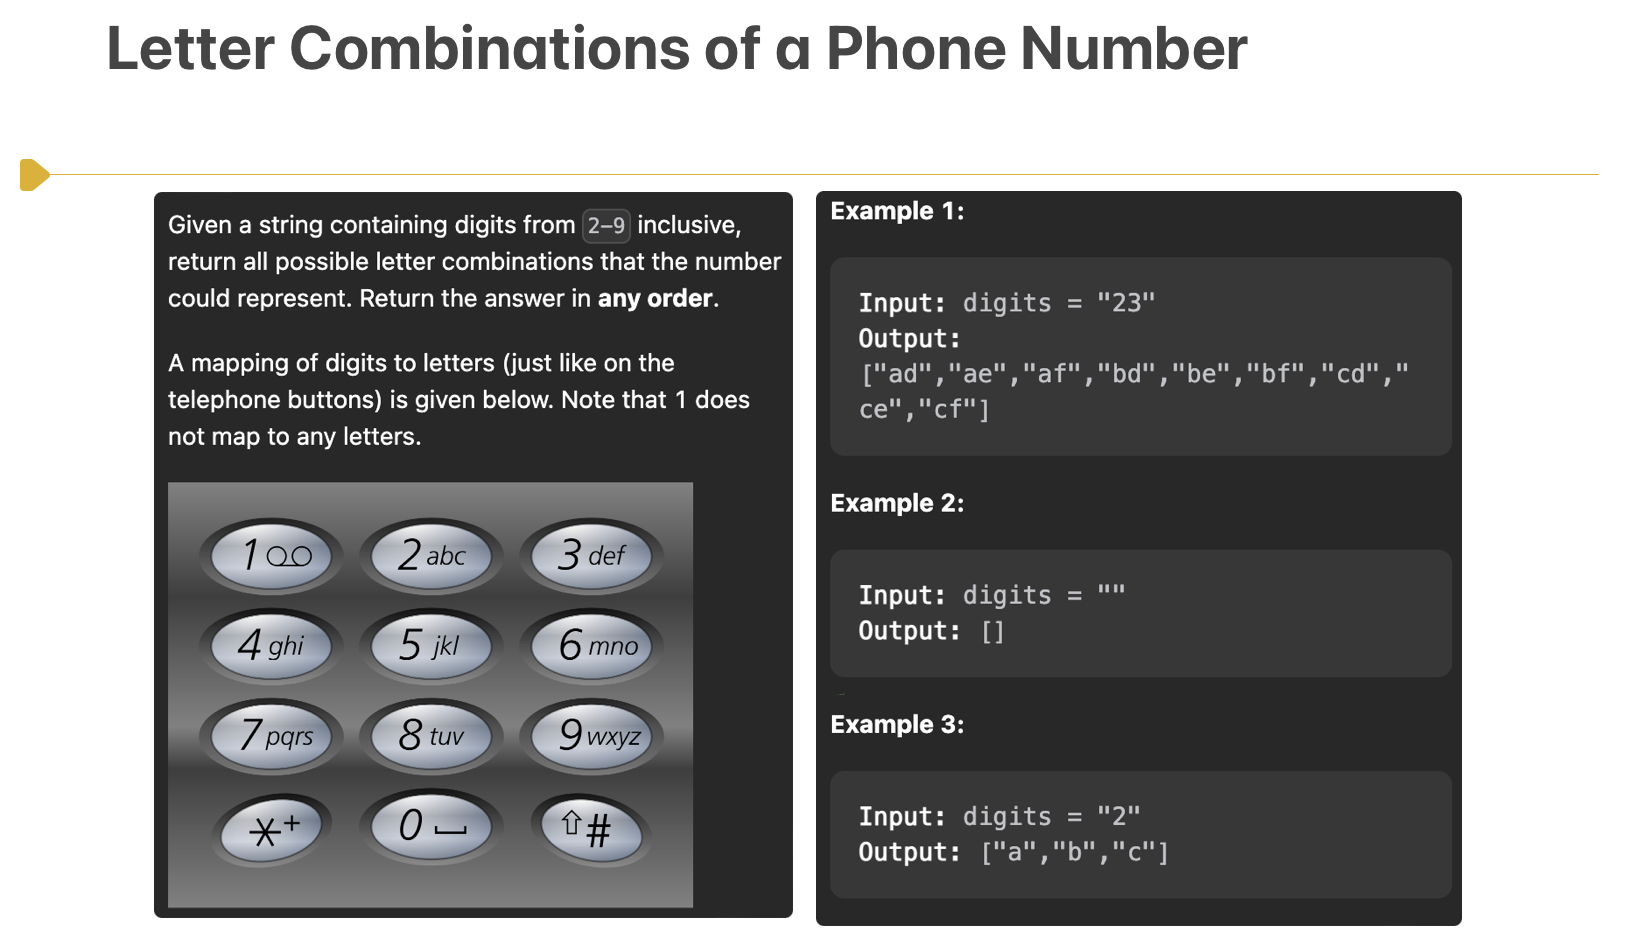 Letter Combinations of a Phone Number
Given a string containing digits from 2-9 inclusive,
return all possible letter combinations that the number
could represent. Return the answer in any order.
A mapping of digits to letters (just like on the
telephone buttons) is given below. Note that 1 does
not map to any letters.
1
2 abc
3 def
4 ghi
5 jkl
6 mno
7 pqrs
8 tuv
9 wxyz
*+
0
#
Example 1:
Input: digits = "23"
Output:
["ad","ae","af","bd","be","bf","cd","
ce","cf"]
Example 2:
Input: digits = ""
Output: []
Example 3:
Input: digits = "2"
Output: ["a","b","c"]